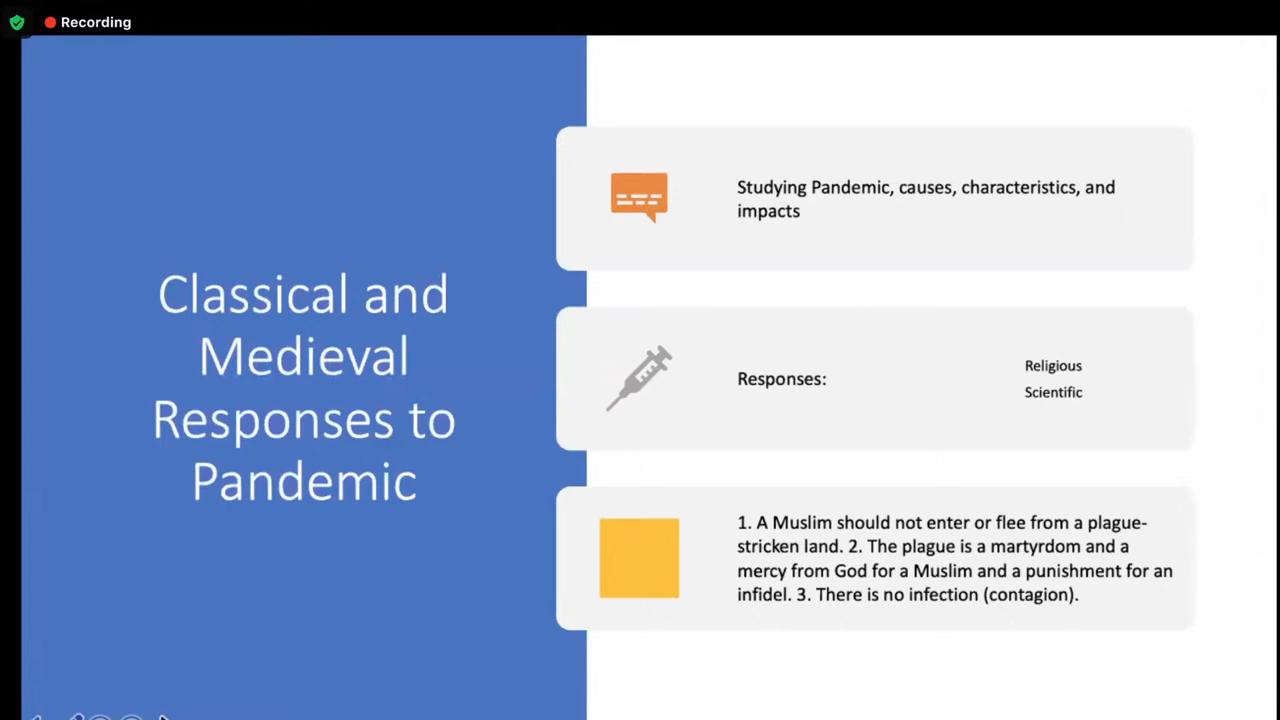 Recording
Classical and
Medieval
Responses to
Pandemic
Studying Pandemic, causes, characteristics, and
impacts
Responses:
Religious
Scientific
1. A Muslim should not enter or flee from a plague-
stricken land. 2. The plague is a martyrdom and a
mercy from God for a Muslim and a punishment for an
infidel. 3. There is no infection (contagion).